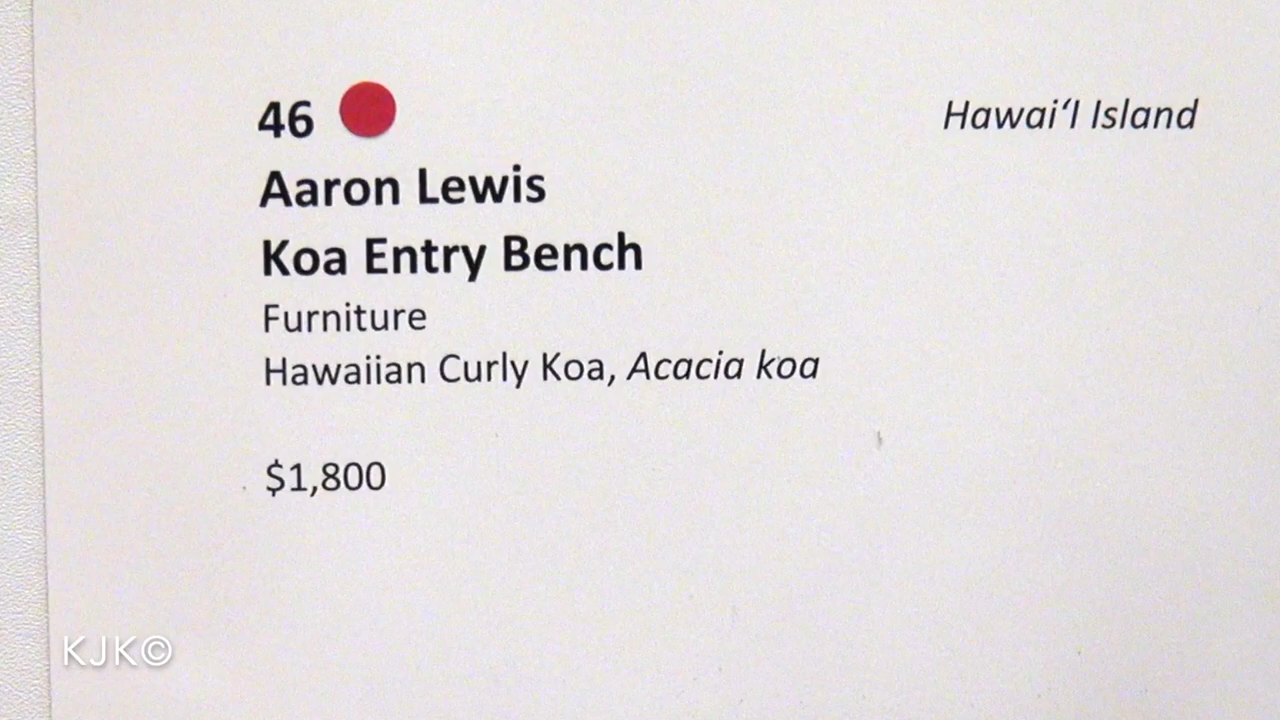 46
Hawai‘I Island
Aaron Lewis
Koa Entry Bench
Furniture
Hawaiian Curly Koa, Acacia koa
$1,800
KJK©